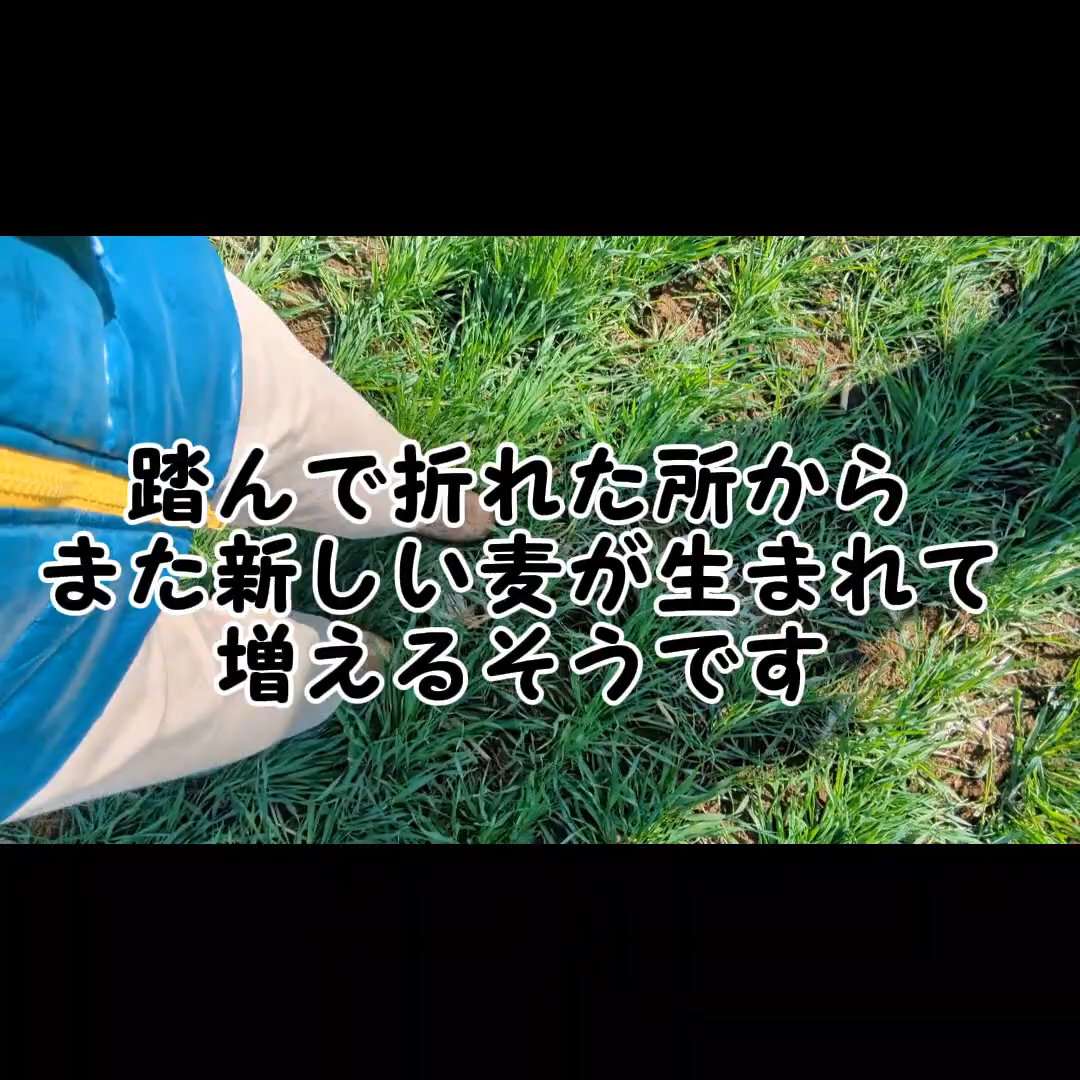 踏んで折れた所から
また新しい麦が生まれて
増えるそうです